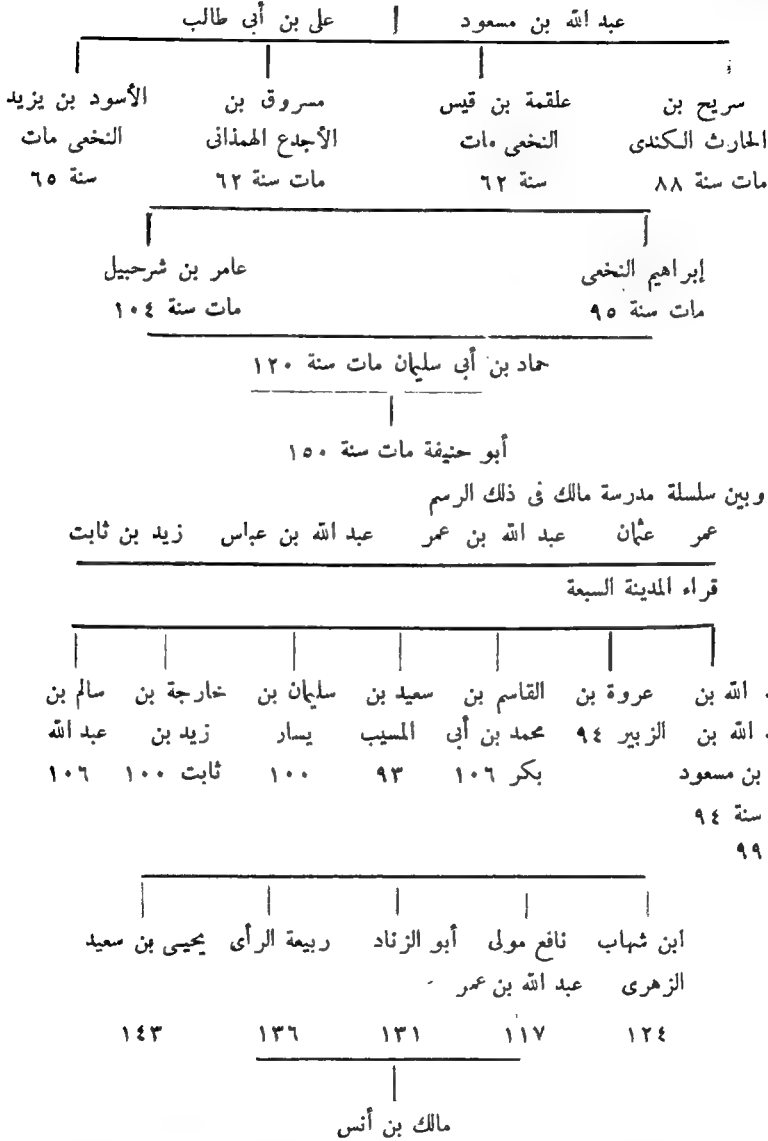 عبد الله بن مسعود على بن أبى طالب
سريح بن علقمة بن قيس مسروق بن الأسود بن يزيد
الحارث الكندى النخعى مات الأجدع الهمذانى النخعى مات
مات سنة ٨٨ سنة ٦٢ مات سنة ٦٢ سنة ٦٥
إبراهيم النخعى عامر بن شرحبيل
مات سنة ٩٥ مات سنة ١٠٤
حماد بن أبى سليمان مات سنة ١٢٠
أبو حنيفة مات سنة ١٥٠
وبين سلسلة مدرسة مالك فى ذلك الرسم
عمر عثمان عبد الله بن عمر عبد الله بن عباس زيد بن ثابت
قراء المدينة السبعة
الله بن عروة بن القاسم بن سعيد بن سليمان بن خارجة بن سالم بن
الله بن الزبير ٩٤ محمد بن أبى المسيب يسار زيد بن عبد الله
بن مسعود بكر ١٠٦ ٩٣ ١٠٠ ثابت ١٠٠ ١٠٦
سنة ٩٤
٩٩
ابن شهاب نافع مولى أبو الزناد ربيعة الرأى يحيى بن سعيد
الزهرى عبد الله بن عمر
١٢٤ ١١٧ ١٣١ ١٣٦ ١٤٣
مالك بن أنس